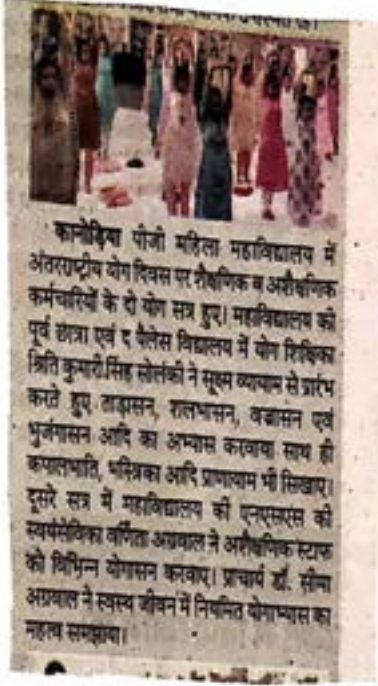 कानोड़िया पीजी महिला महाविद्यालय में
अंतरराष्ट्रीय योग दिवस पर शैक्षणिक व अशैक्षणिक
कर्मचारियों के दो योग सत्र हुए। महाविद्यालय की
पूर्व छात्रा एवं द पैलेस विद्यालय में योग शिक्षिका
क्षिति कुमारी सिंह सोलंकी ने सूक्ष्म व्यायाम से प्रारंभ
करते हुए ताड़ासन, शलभासन, वज्रासन एवं
भुजंगासन आदि का अभ्यास करवाया साथ ही
कपालभाति, भस्त्रिका आदि प्राणायाम भी सिखाए।
दूसरे सत्र में महाविद्यालय की एनएसएस की
स्वयंसेविका वर्णिता अग्रवाल ने अशैक्षणिक स्टाफ
को विभिन्न योगासन करवाए। प्राचार्य डॉ. सीमा
अग्रवाल ने स्वस्थ जीवन में नियमित योगाभ्यास का
महत्व समझाया।